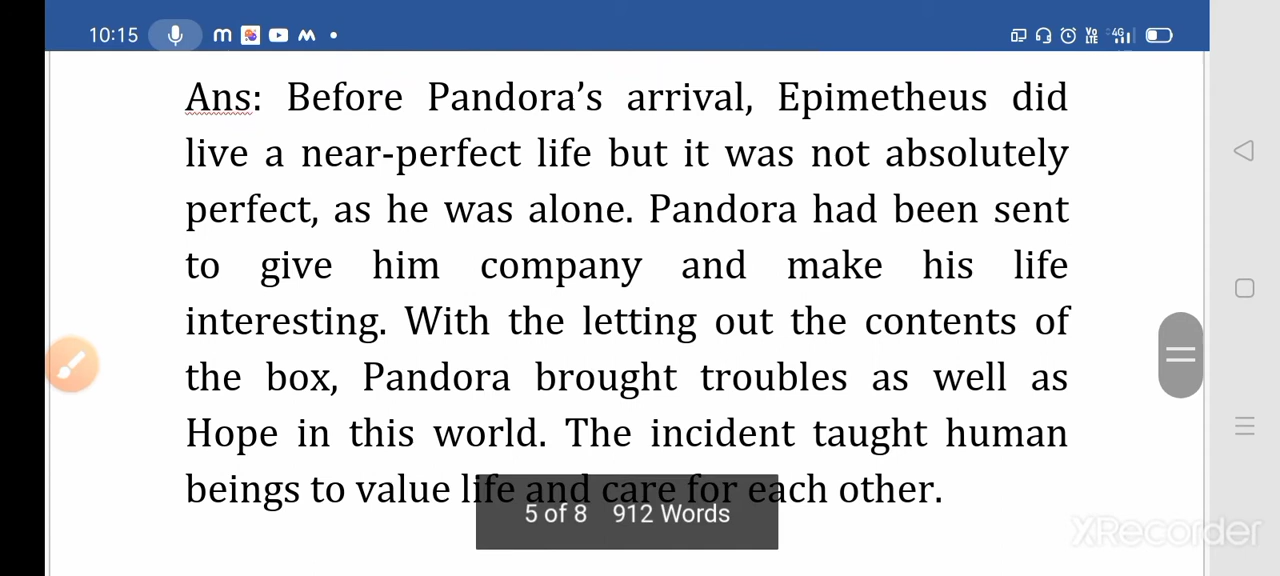 10:15
Vo LTE 4G
Ans: Before Pandora's arrival, Epimetheus did
live a near-perfect life but it was not absolutely
perfect, as he was alone. Pandora had been sent
to give him company and make his life
interesting. With the letting out the contents of
the box, Pandora brought troubles as well as
Hope in this world. The incident taught human
beings to value life and care for each other.
5 of 8 912 Words
XRecorder